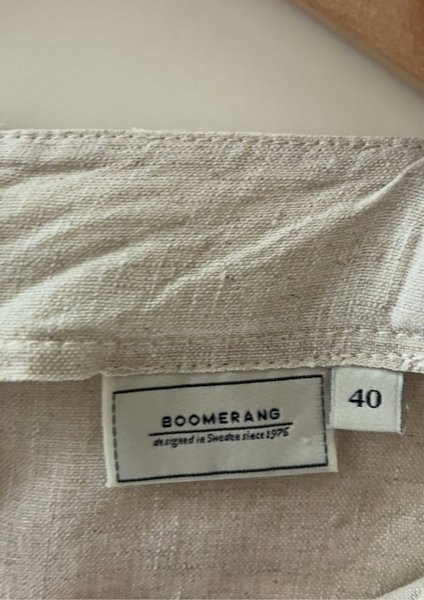 BOOMERANG
designed in Sweden since 1976
40